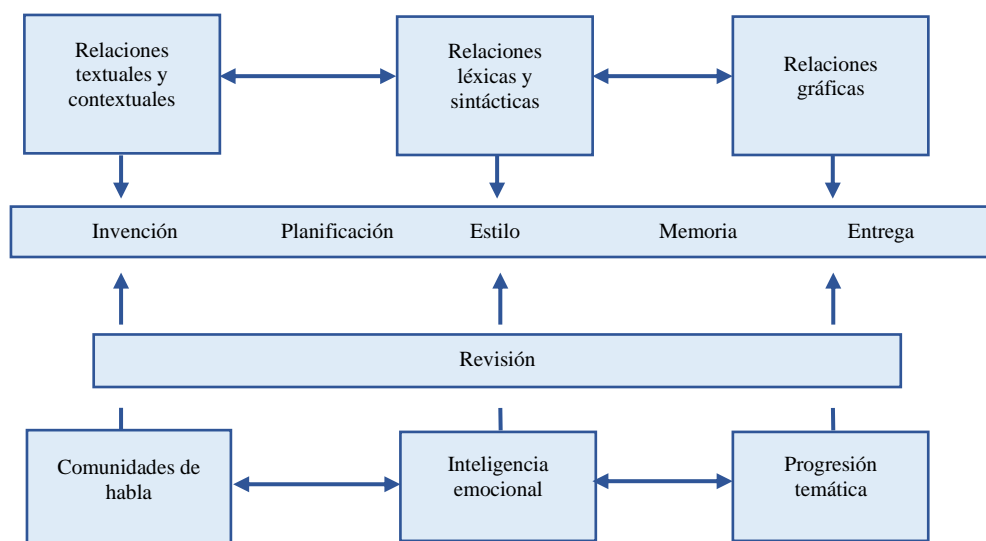 Relaciones
textuales y
contextuales
Relaciones
léxicas y
sintácticas
Relaciones
gráficas
Invención Planificación Estilo Memoria Entrega
Revisión
Comunidades de
habla
Inteligencia
emocional
Progresión
temática